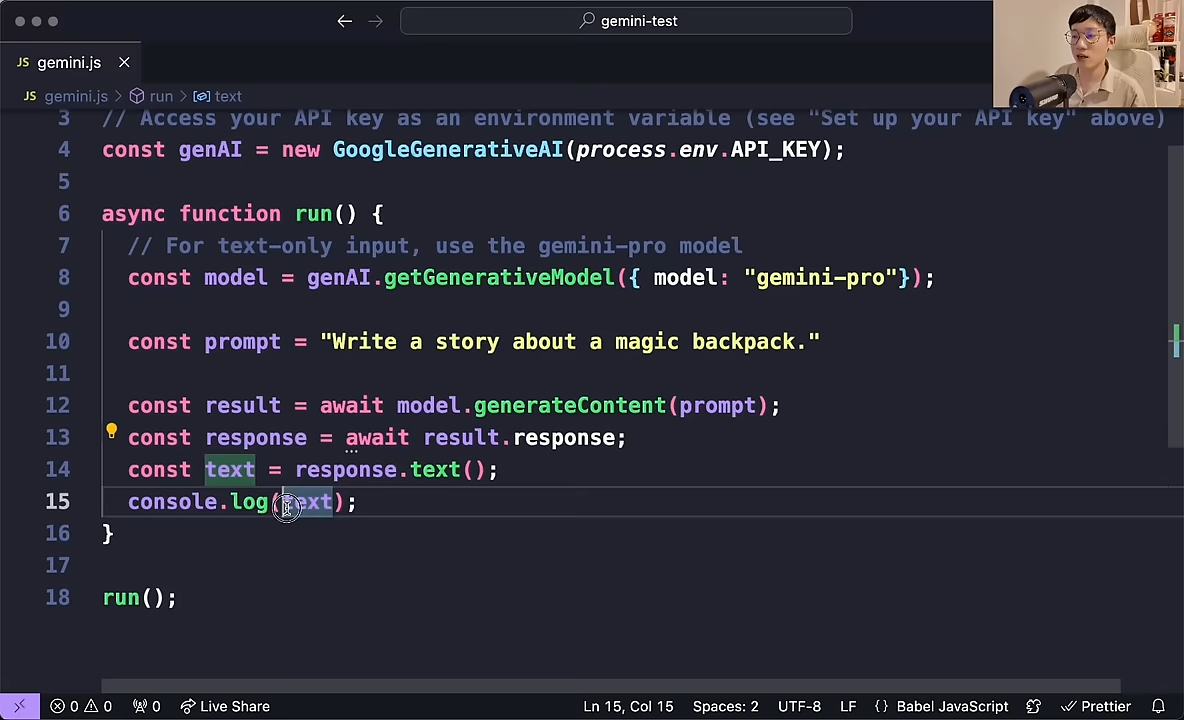 gemini-test
JS gemini.js
JS gemini.js > run > text
3 // Access your API key as an environment variable (see "Set up your API key" above)
4 const genAI = new GoogleGenerativeAI(process.env.API_KEY);
5
6 async function run() {
7 // For text-only input, use the gemini-pro model
8 const model = genAI.getGenerativeModel({ model: "gemini-pro"});
9
10 const prompt = "Write a story about a magic backpack."
11
12 const result = await model.generateContent(prompt);
13 const response = await result.response;
14 const text = response.text();
15 console.log(text);
16 }
17
18 run();
0 0 0 Live Share Ln 15, Col 15 Spaces: 2 UTF-8 LF {} Babel JavaScript Prettier